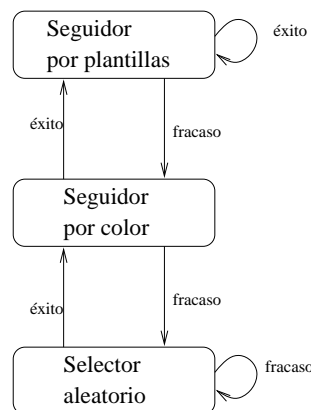 Seguidor
por plantillas
éxito
éxito
fracaso
Seguidor
por color
éxito
fracaso
Selector
aleatorio
fracaso